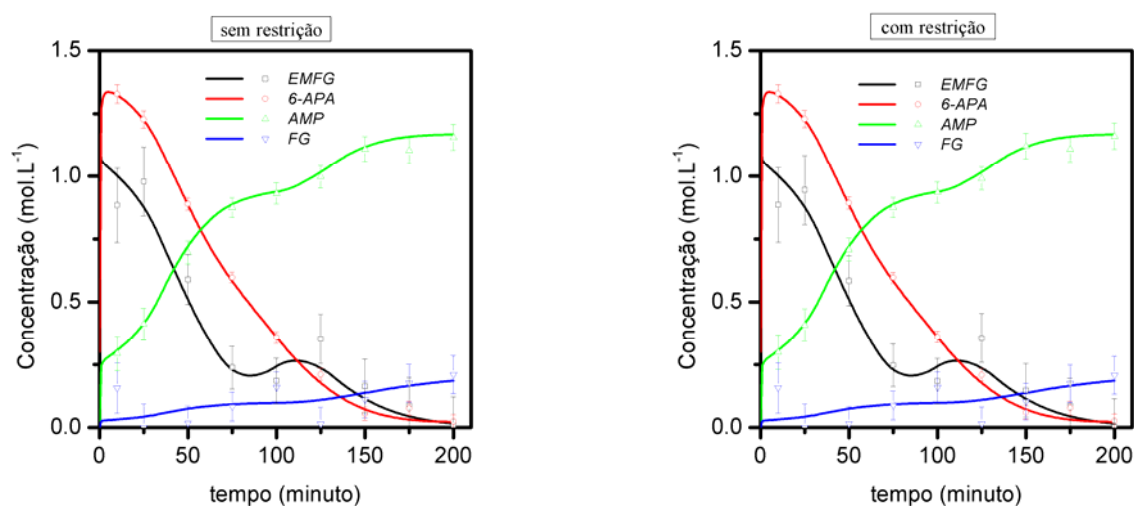 sem restrição
1.5
1.0
0.5
0.0
Concentração (mol.L⁻¹)
EMFG
6-APA
AMP
FG
0 50 100 150 200
tempo (minuto)
com restrição
1.5
1.0
0.5
0.0
Concentração (mol.L⁻¹)
EMFG
6-APA
AMP
FG
0 50 100 150 200
tempo (minuto)